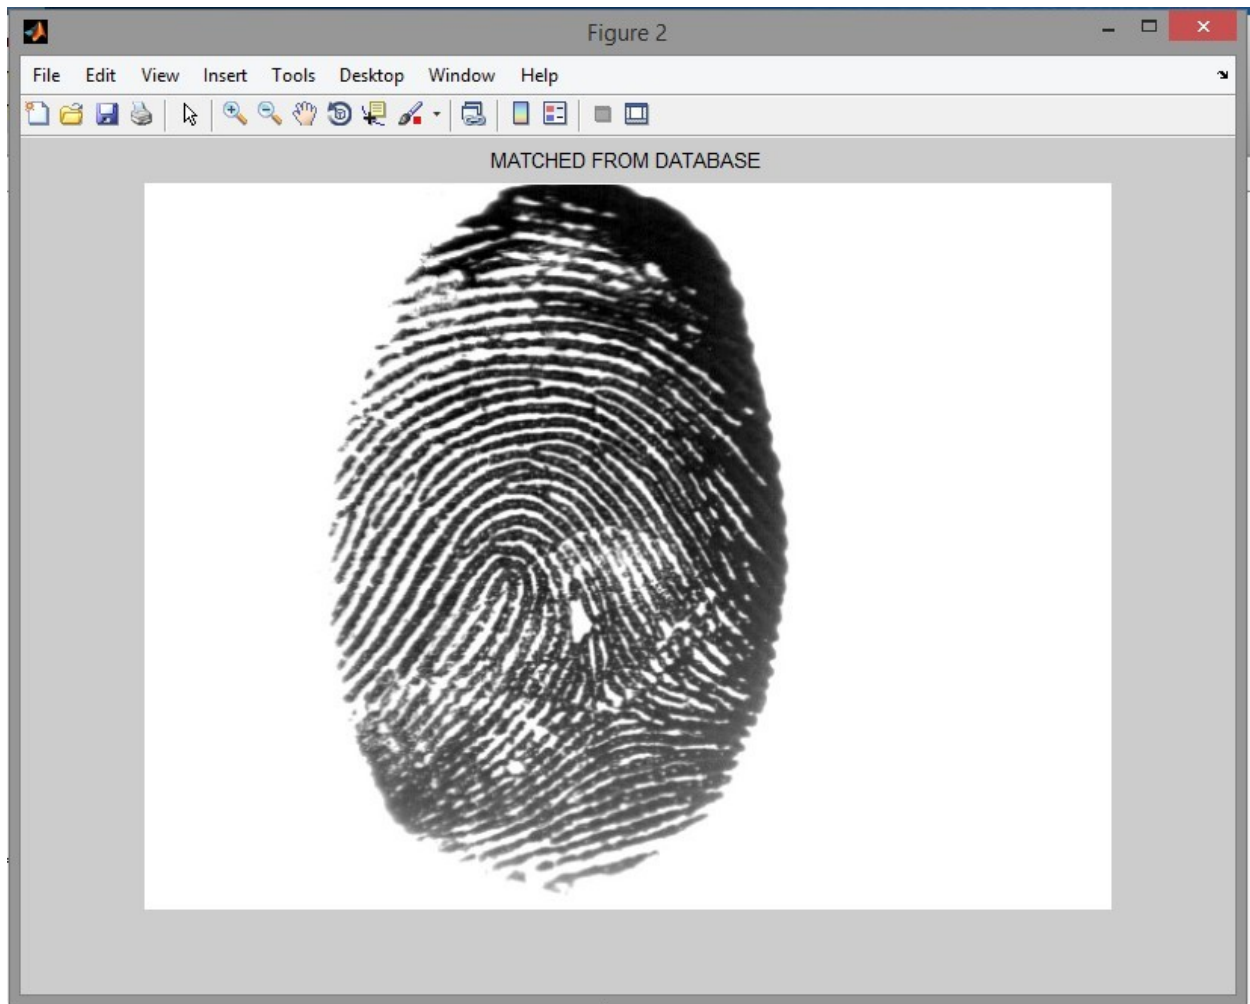 Figure 2
File Edit View Insert Tools Desktop Window Help
MATCHED FROM DATABASE